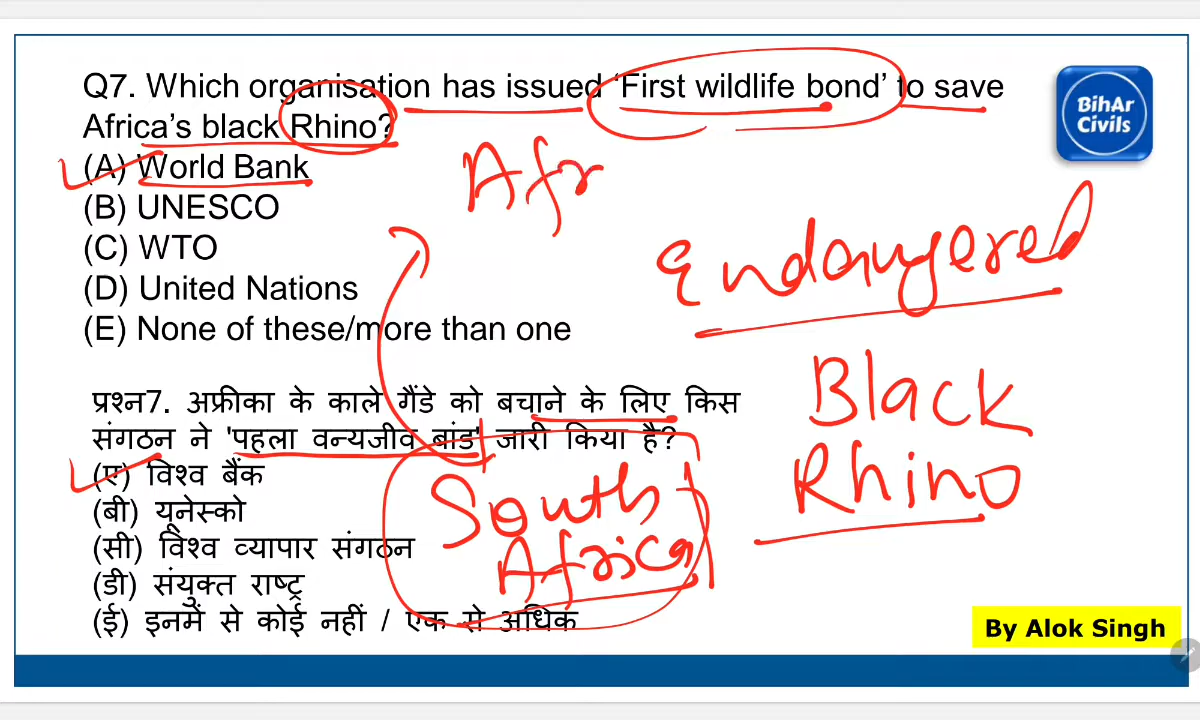 Q7. Which organisation has issued ‘First wildlife bond’ to save
Africa’s black Rhino?
(A) World Bank
(B) UNESCO
(C) WTO
(D) United Nations
(E) None of these/more than one
BihAr
Civils
Afr
Endangered
Black
Rhino
प्रश्न7. अफ्रीका के काले गैंडे को बचाने के लिए किस
संगठन ने 'पहला वन्यजीव बांड' जारी किया है?
(ए) विश्व बैंक
(बी) यूनेस्को
(सी) विश्व व्यापार संगठन
(डी) संयुक्त राष्ट्र
(ई) इनमें से कोई नहीं / एक से अधिक
South
Africa
By Alok Singh